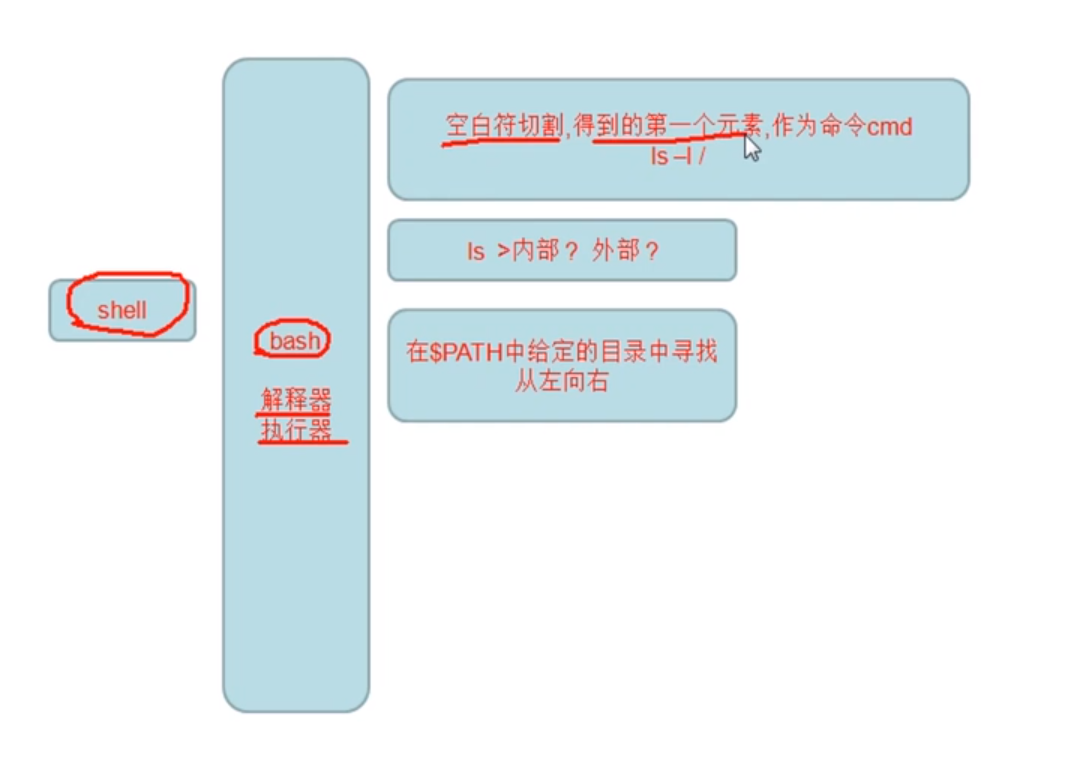 shell
bash
解释器
执行器
空白符切割,得到的第一个元素,作为命令cmd
ls –l /
ls >内部？ 外部？
在$PATH中给定的目录中寻找
从左向右